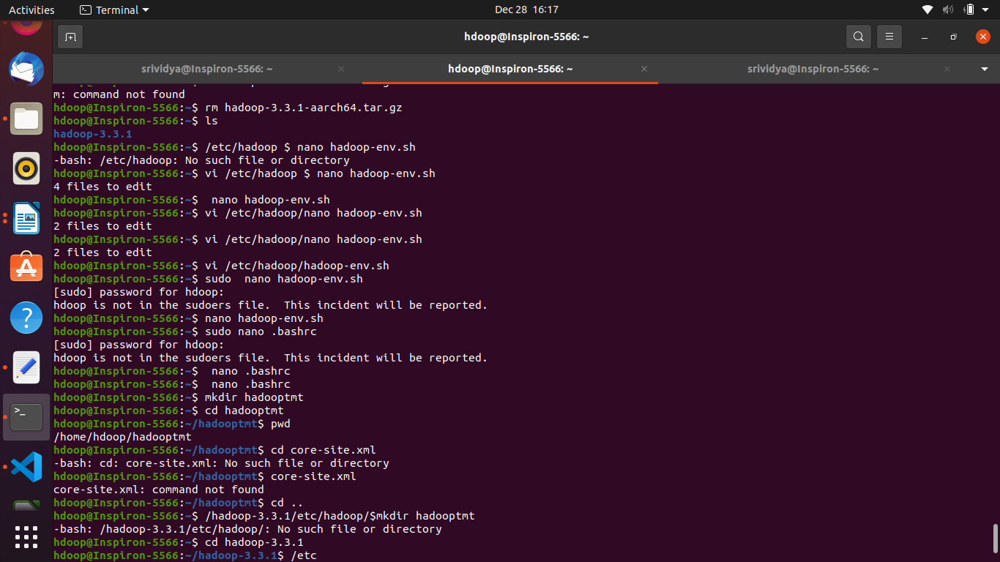 Activities Terminal Dec 28 16:17
hdoop@Inspiron-5566: ~
srividya@Inspiron-5566: ~ hdoop@Inspiron-5566: ~ srividya@Inspiron-5566: ~
m: command not found
hdoop@Inspiron-5566:~$ rm hadoop-3.3.1-aarch64.tar.gz
hdoop@Inspiron-5566:~$ ls
hadoop-3.3.1
hdoop@Inspiron-5566:~$ /etc/hadoop $ nano hadoop-env.sh
-bash: /etc/hadoop: No such file or directory
hdoop@Inspiron-5566:~$ vi /etc/hadoop $ nano hadoop-env.sh
4 files to edit
hdoop@Inspiron-5566:~$  nano hadoop-env.sh
hdoop@Inspiron-5566:~$ vi /etc/hadoop/nano hadoop-env.sh
2 files to edit
hdoop@Inspiron-5566:~$ vi /etc/hadoop/nano hadoop-env.sh
2 files to edit
hdoop@Inspiron-5566:~$ vi /etc/hadoop/hadoop-env.sh
hdoop@Inspiron-5566:~$ sudo  nano hadoop-env.sh
[sudo] password for hdoop:
hdoop is not in the sudoers file.  This incident will be reported.
hdoop@Inspiron-5566:~$ nano hadoop-env.sh
hdoop@Inspiron-5566:~$ sudo nano .bashrc
[sudo] password for hdoop:
hdoop is not in the sudoers file.  This incident will be reported.
hdoop@Inspiron-5566:~$  nano .bashrc
hdoop@Inspiron-5566:~$  nano .bashrc
hdoop@Inspiron-5566:~$ mkdir hadooptmt
hdoop@Inspiron-5566:~$ cd hadooptmt
hdoop@Inspiron-5566:~/hadooptmt$ pwd
/home/hdoop/hadooptmt
hdoop@Inspiron-5566:~/hadooptmt$ cd core-site.xml
-bash: cd: core-site.xml: No such file or directory
hdoop@Inspiron-5566:~/hadooptmt$ core-site.xml
core-site.xml: command not found
hdoop@Inspiron-5566:~/hadooptmt$ cd ..
hdoop@Inspiron-5566:~$ /hadoop-3.3.1/etc/hadoop/$mkdir hadooptmt
-bash: /hadoop-3.3.1/etc/hadoop/: No such file or directory
hdoop@Inspiron-5566:~$ cd hadoop-3.3.1
hdoop@Inspiron-5566:~/hadoop-3.3.1$ /etc